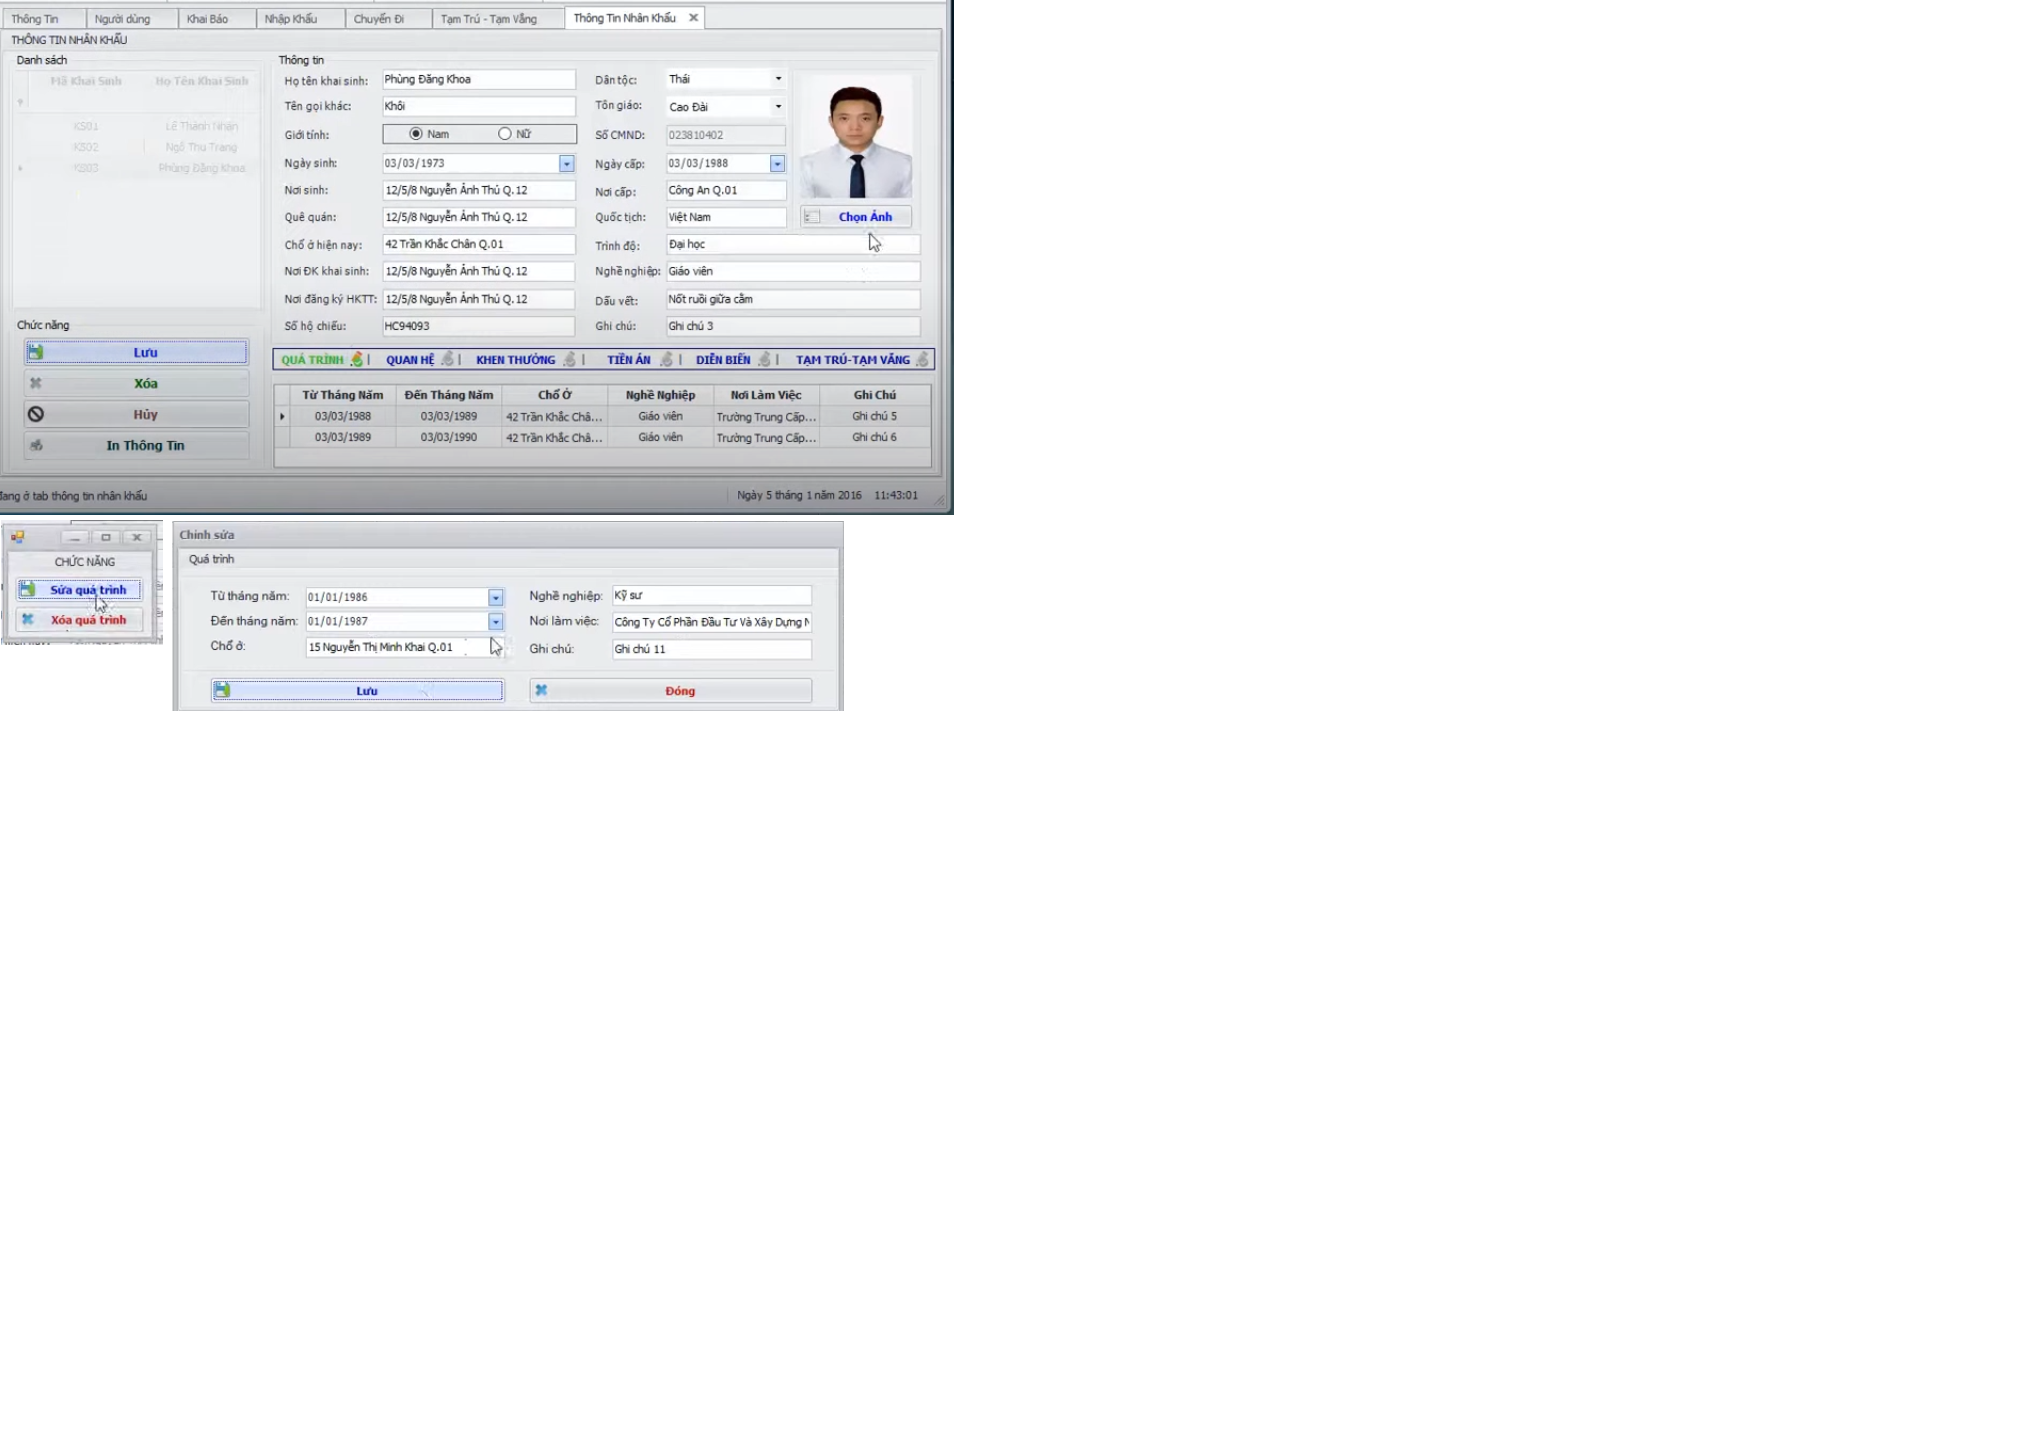 Thông Tin Người dùng Khai Báo Nhập Khẩu Chuyển Đi Tạm Trú - Tạm Vắng Thông Tin Nhân Khẩu
THÔNG TIN NHÂN KHẨU
Danh sách
Mã Khai Sinh Họ Tên Khai Sinh
KS01 Lê Thành Nhân
KS02 Ngô Thu Trang
KS03 Phùng Đăng Khoa
Chức năng
Lưu
Xóa
Hủy
In Thông Tin
Thông tin
Họ tên khai sinh: Phùng Đăng Khoa
Tên gọi khác: Khôi
Giới tính: Nam Nữ
Ngày sinh: 03/03/1973
Nơi sinh: 12/5/8 Nguyễn Ảnh Thủ Q.12
Quê quán: 12/5/8 Nguyễn Ảnh Thủ Q.12
Chổ ở hiện nay: 42 Trần Khắc Chân Q.01
Nơi ĐK khai sinh: 12/5/8 Nguyễn Ảnh Thủ Q.12
Nơi đăng ký HKTT: 12/5/8 Nguyễn Ảnh Thủ Q.12
Số hộ chiếu: HC94093
Dân tộc: Thái
Tôn giáo: Cao Đài
Số CMND: 023810402
Ngày cấp: 03/03/1988
Nơi cấp: Công An Q.01
Quốc tịch: Việt Nam
Trình độ: Đại học
Nghề nghiệp: Giáo viên
Dấu vết: Nốt ruồi giữa cằm
Ghi chú: Ghi chú 3
Chọn Ảnh
QUÁ TRÌNH | QUAN HỆ | KHEN THƯỞNG | TIỀN ÁN | DIỄN BIẾN | TẠM TRÚ-TẠM VẮNG
Từ Tháng Năm Đến Tháng Năm Chổ Ở Nghề Nghiệp Nơi Làm Việc Ghi Chú
03/03/1988 03/03/1989 42 Trần Khắc Châ... Giáo viên Trường Trung Cấp... Ghi chú 5
03/03/1989 03/03/1990 42 Trần Khắc Châ... Giáo viên Trường Trung Cấp... Ghi chú 6
đang ở tab thông tin nhân khẩu Ngày 5 tháng 1 năm 2016 11:43:01
CHỨC NĂNG
Sửa quá trình
Xóa quá trình
Chỉnh sửa
Quá trình
Từ tháng năm: 01/01/1986
Đến tháng năm: 01/01/1987
Chổ ở: 15 Nguyễn Thị Minh Khai Q.01
Nghề nghiệp: Kỹ sư
Nơi làm việc: Công Ty Cổ Phần Đầu Tư Và Xây Dựng
Ghi chú: Ghi chú 11
Lưu
Đóng